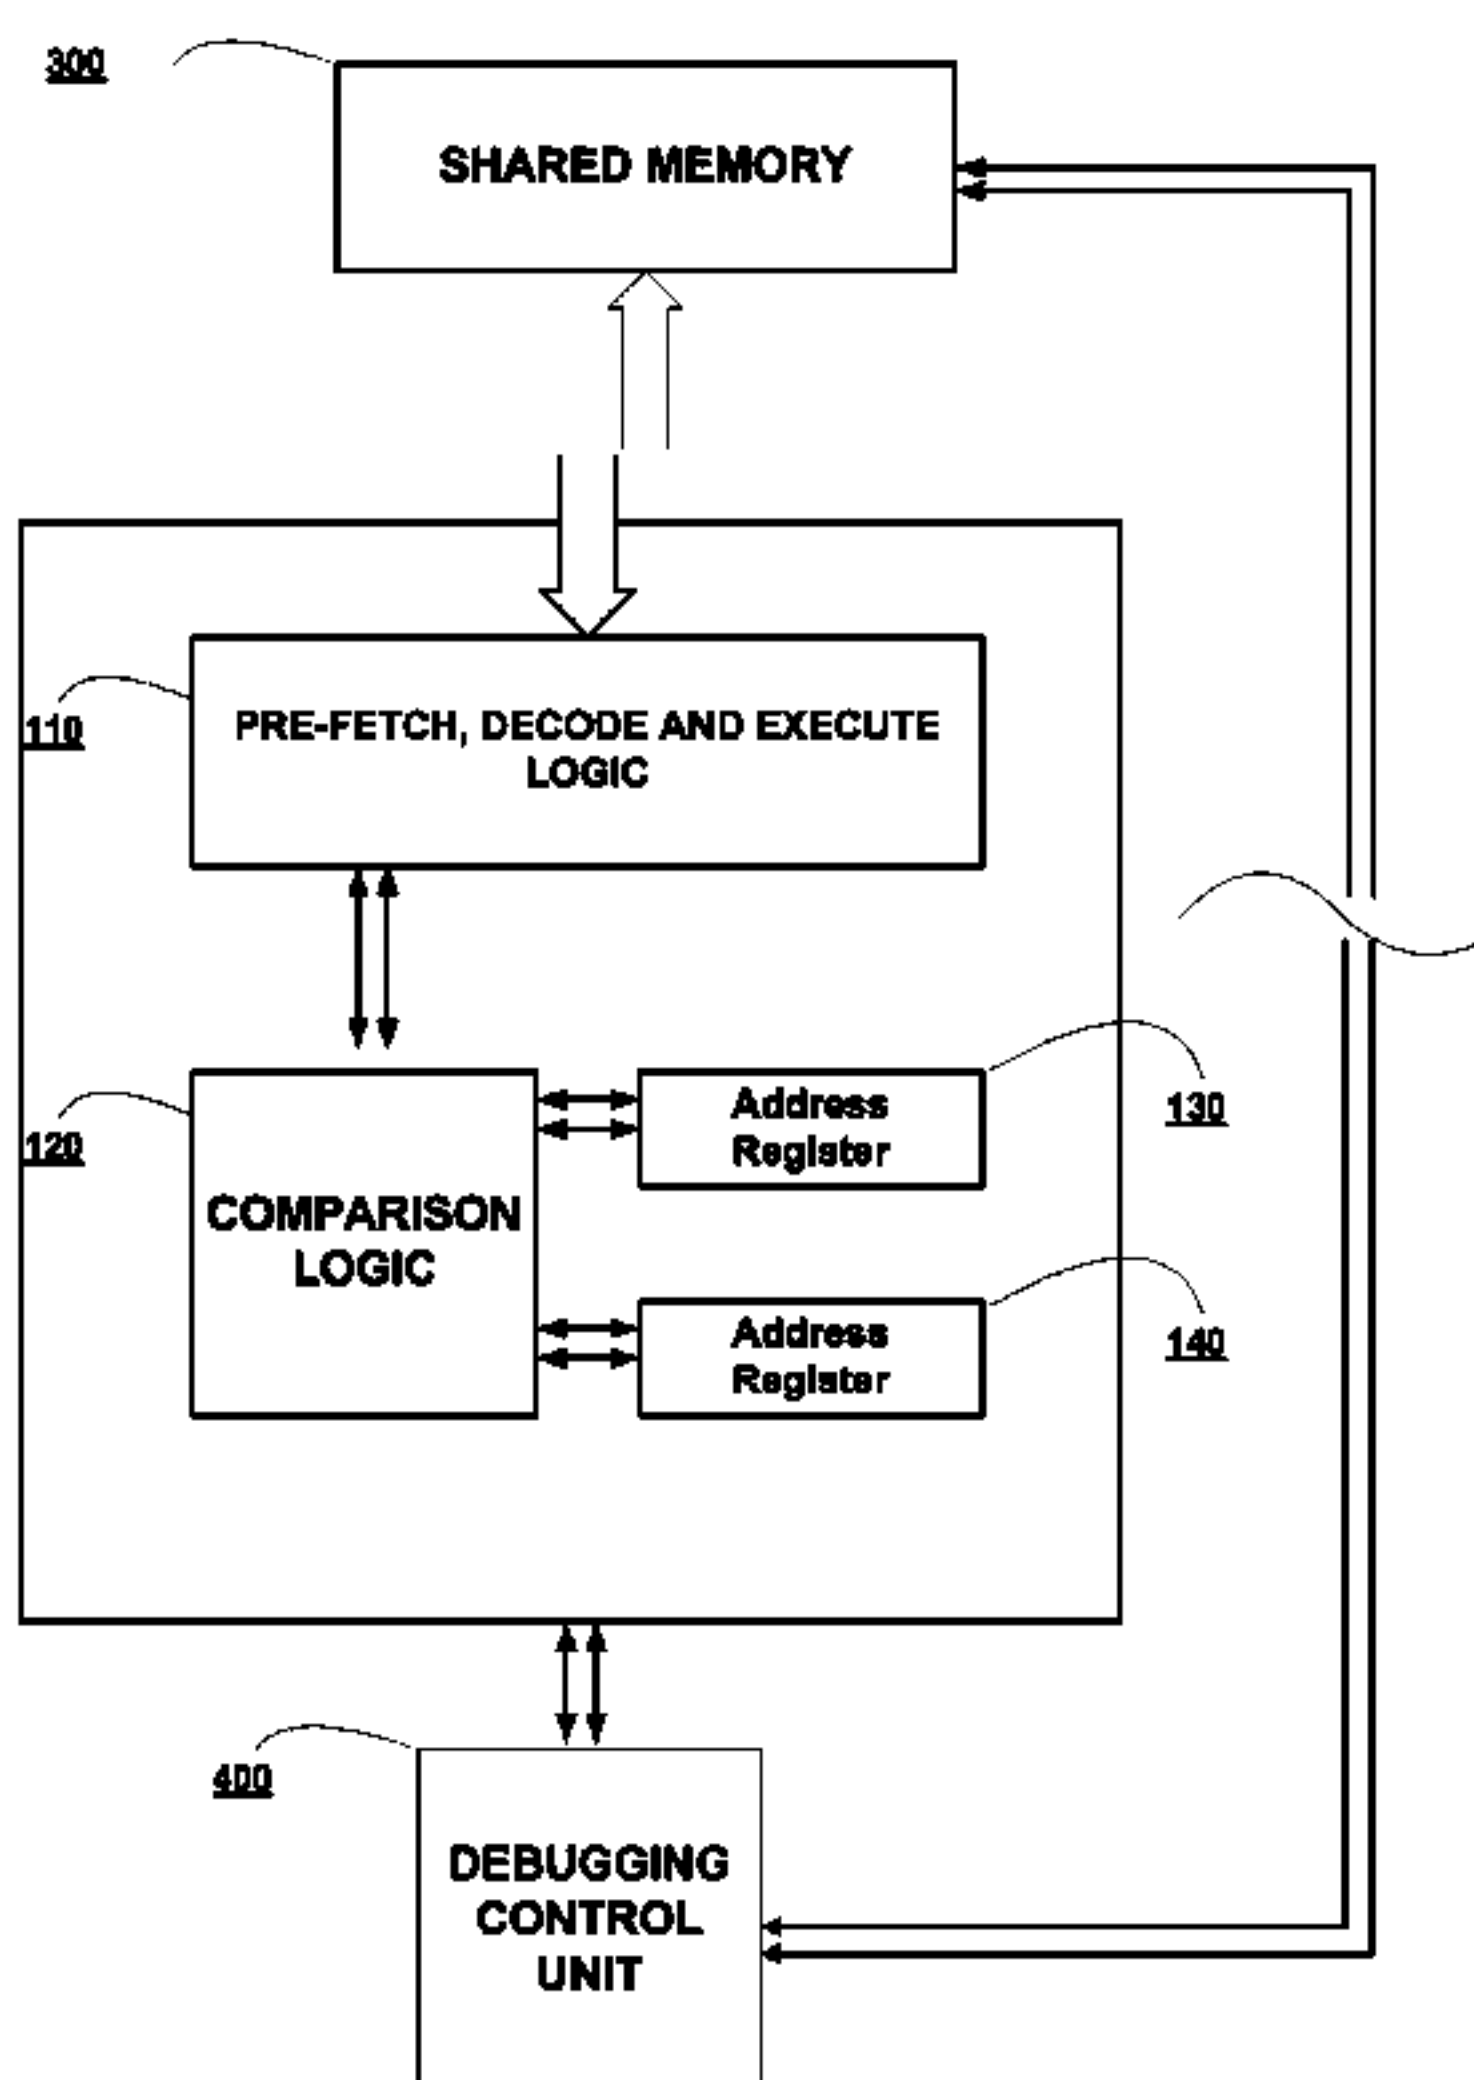 300
SHARED MEMORY
110
PRE-FETCH, DECODE AND EXECUTE
LOGIC
120
COMPARISON
LOGIC
Address
Register
130
Address
Register
140
400
DEBUGGING
CONTROL
UNIT